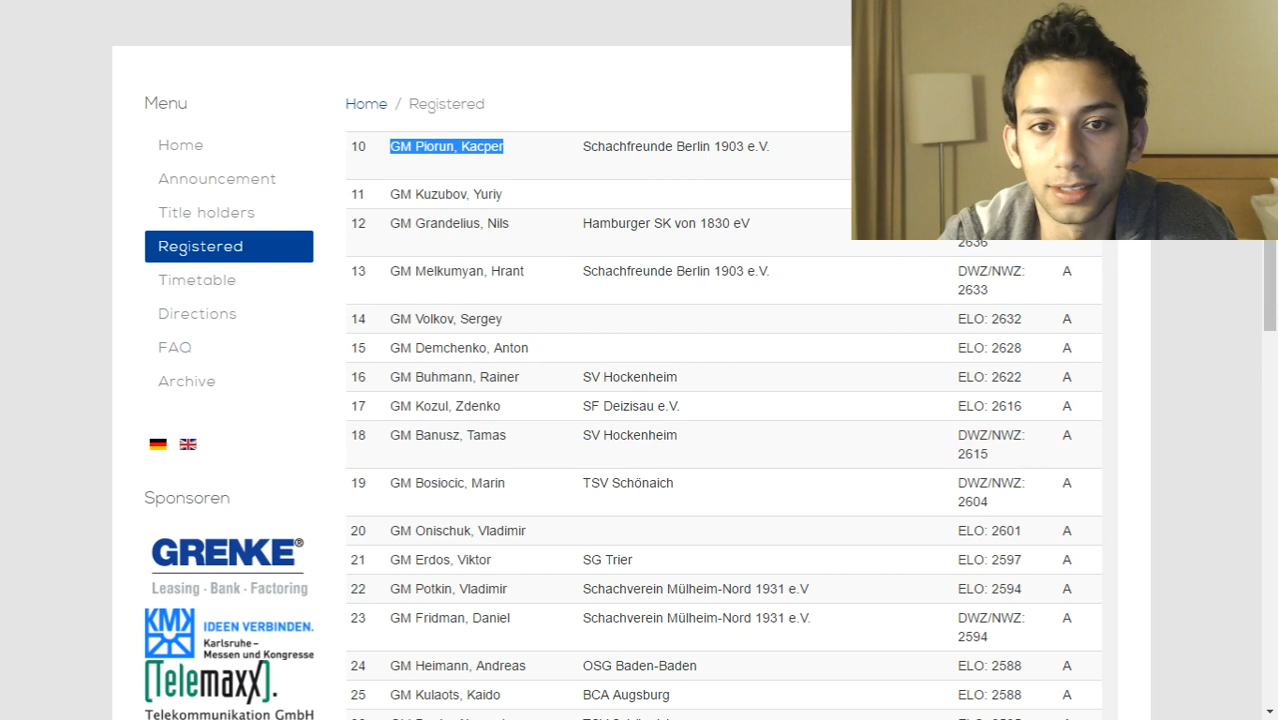 Menu
Home
Announcement
Title holders
Registered
Timetable
Directions
FAQ
Archive
Sponsoren
GRENKE®
Leasing · Bank · Factoring
KMK IDEEN VERBINDEN.
Karlsruhe –
Messen und Kongresse
[Telemaxx].
Telekommunikation GmbH
Home / Registered
10 GM Piorun, Kacper Schachfreunde Berlin 1903 e.V.
11 GM Kuzubov, Yuriy
12 GM Grandelius, Nils Hamburger SK von 1830 eV
2636
13 GM Melkumyan, Hrant Schachfreunde Berlin 1903 e.V. DWZ/NWZ: A
2633
14 GM Volkov, Sergey ELO: 2632 A
15 GM Demchenko, Anton ELO: 2628 A
16 GM Buhmann, Rainer SV Hockenheim ELO: 2622 A
17 GM Kozul, Zdenko SF Deizisau e.V. ELO: 2616 A
18 GM Banusz, Tamas SV Hockenheim DWZ/NWZ: A
2615
19 GM Bosiocic, Marin TSV Schönaich DWZ/NWZ: A
2604
20 GM Onischuk, Vladimir ELO: 2601 A
21 GM Erdos, Viktor SG Trier ELO: 2597 A
22 GM Potkin, Vladimir Schachverein Mülheim-Nord 1931 e.V ELO: 2594 A
23 GM Fridman, Daniel Schachverein Mülheim-Nord 1931 e.V. DWZ/NWZ: A
2594
24 GM Heimann, Andreas OSG Baden-Baden ELO: 2588 A
25 GM Kulaots, Kaido BCA Augsburg ELO: 2588 A